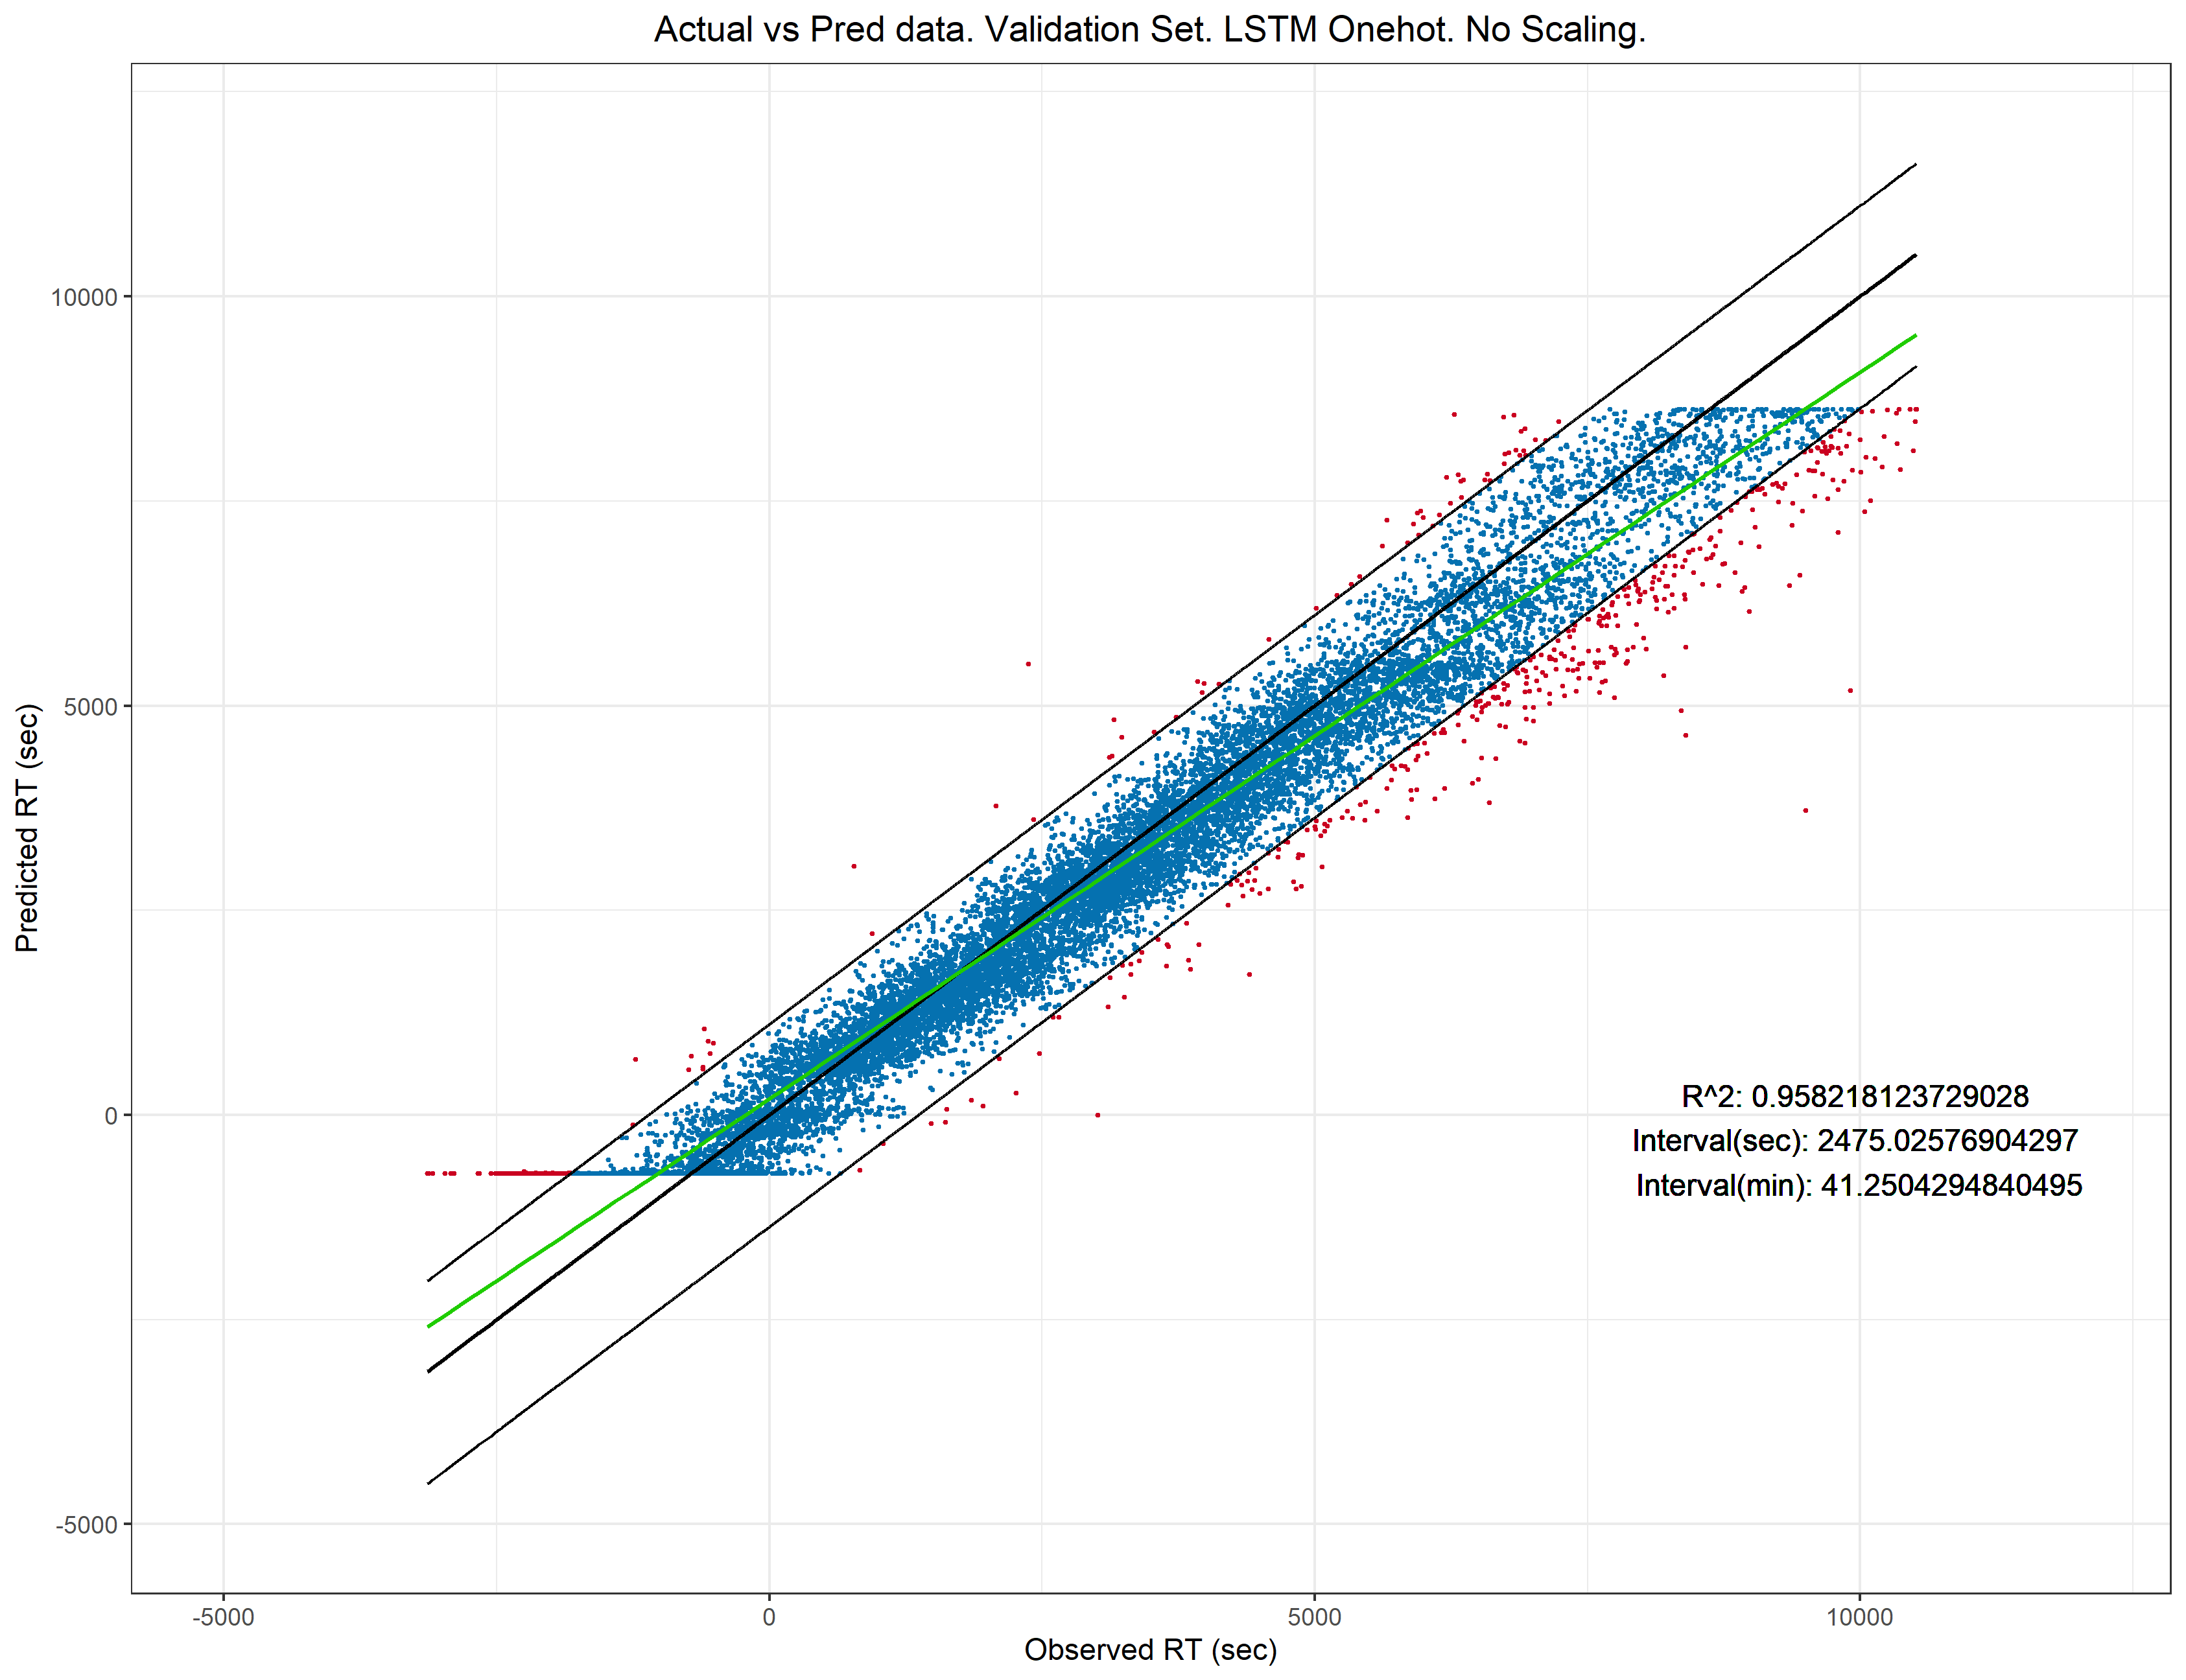 Actual vs Pred data. Validation Set. LSTM Onehot. No Scaling.
Predicted RT (sec)
10000
5000
0
-5000
R^2: 0.958218123729028
Interval(sec): 2475.02576904297
Interval(min): 41.2504294840495
-5000
0
5000
10000
Observed RT (sec)